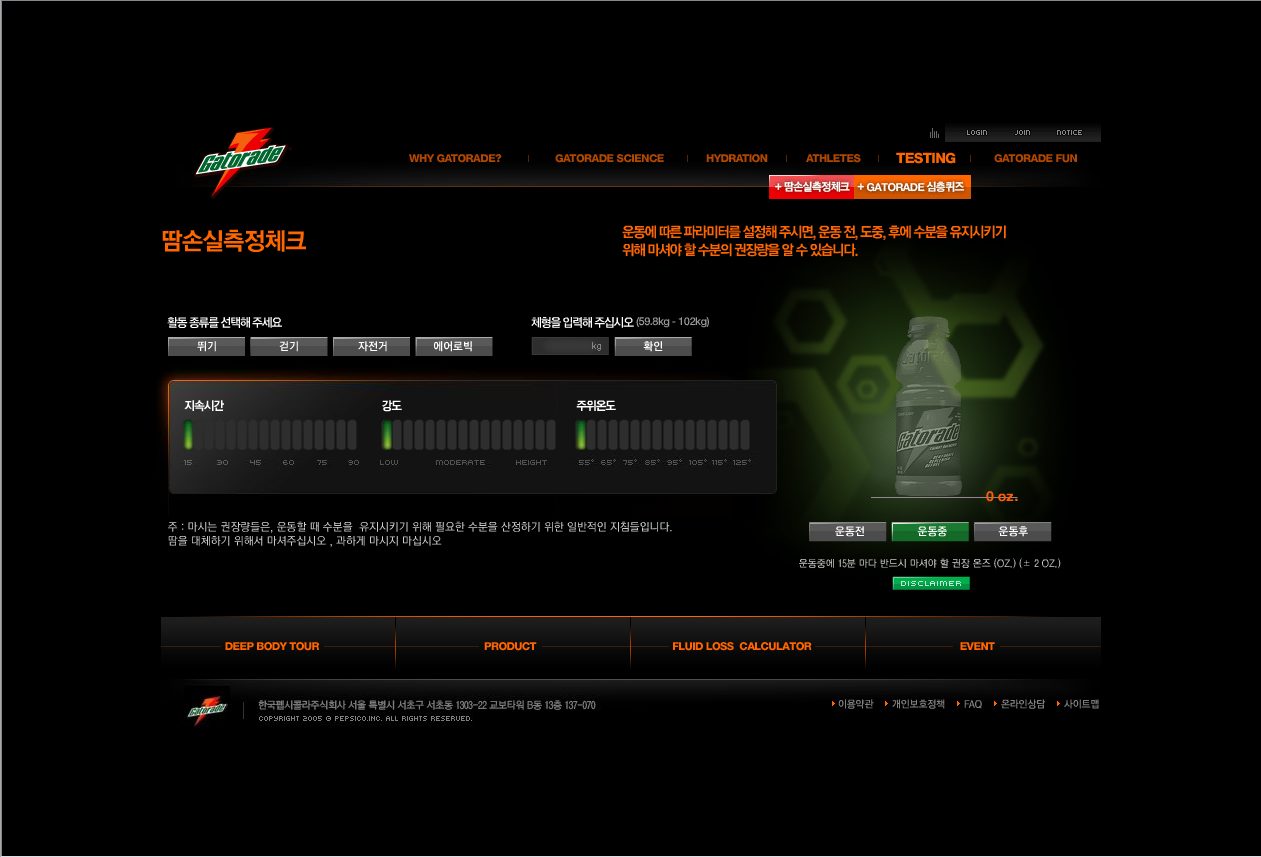 LOGIN JOIN NOTICE
Gatorade
WHY GATORADE? GATORADE SCIENCE HYDRATION ATHLETES TESTING GATORADE FUN
+ 땀손실측정체크 + GATORADE 심층퀴즈
땀손실측정체크
운동에 따른 파라미터를 설정해 주시면, 운동 전, 도중, 후에 수분을 유지시키기
위해 마셔야 할 수분의 권장량을 알 수 있습니다.
활동 종류를 선택해 주세요
뛰기 걷기 자전거 에어로빅
체형을 입력해 주십시오 (59.8kg - 102kg)
kg 확인
지속시간 강도 주위온도
15 30 45 60 75 90 LOW MODERATE HEIGHT 55° 65° 75° 85° 95° 105° 115° 125°
Gatorade
0 oz.
주 : 마시는 권장량들은, 운동할 때 수분을 유지시키기 위해 필요한 수분을 산정하기 위한 일반적인 지침들입니다.
땀을 대체하기 위해서 마셔주십시오 , 과하게 마시지 마십시오
운동전 운동중 운동후
운동중에 15분 마다 반드시 마셔야 할 권장 온즈 (OZ.) (± 2 OZ.)
DISCLAIMER
DEEP BODY TOUR PRODUCT FLUID LOSS CALCULATOR EVENT
Gatorade
한국펩시콜라주식회사 서울 특별시 서초구 서초동 1303-22 교보타워 B동 13층 137-070
COPYRIGHT 2005 @ PEPSICO.INC. ALL RIGHTS RESERVED.
이용약관 개인보호정책 FAQ 온라인상담 사이트맵